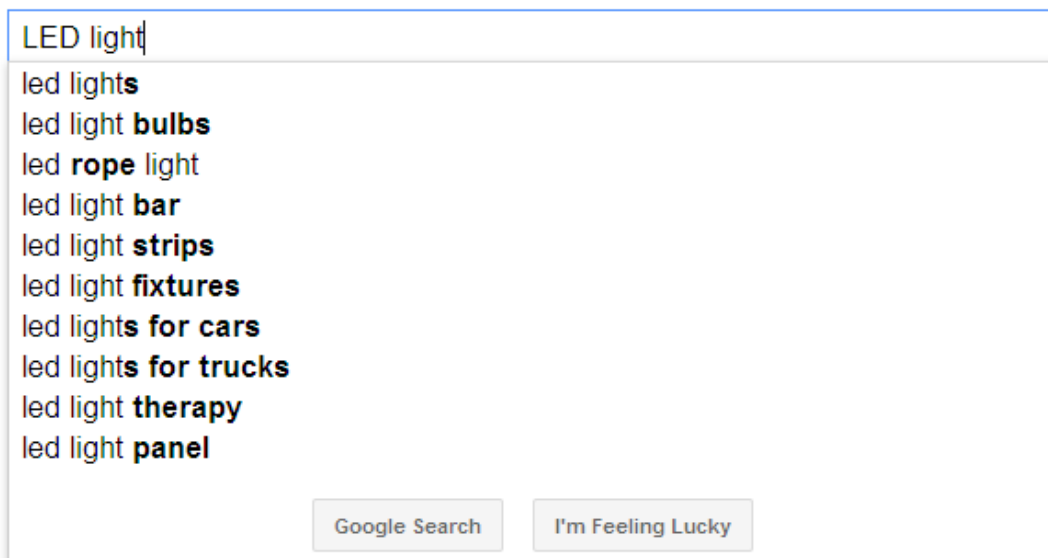 LED light
led lights
led light bulbs
led rope light
led light bar
led light strips
led light fixtures
led lights for cars
led lights for trucks
led light therapy
led light panel
Google Search I'm Feeling Lucky